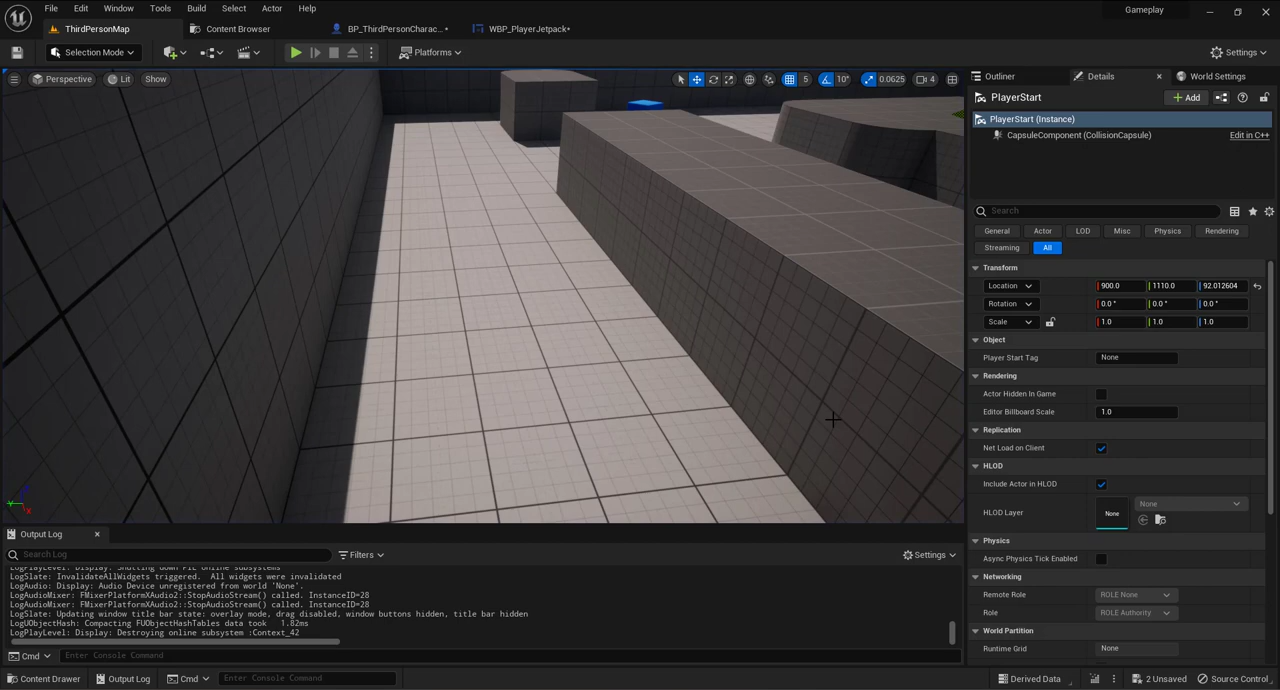 File Edit Window Tools Build Select Actor Help
Gameplay
ThirdPersonMap Content Browser BP_ThirdPersonCharac...* WBP_PlayerJetpack*
Selection Mode Platforms Settings
Perspective Lit Show 5 10° 0.0625 4
Outliner Details World Settings
PlayerStart Add
PlayerStart (Instance)
CapsuleComponent (CollisionCapsule) Edit in C++
Search
General Actor LOD Misc Physics Rendering
Streaming All
Transform
Location 900.0 1110.0 92.012604
Rotation 0.0° 0.0° 0.0°
Scale 1.0 1.0 1.0
Object
Player Start Tag None
Rendering
Actor Hidden In Game
Editor Billboard Scale 1.0
Replication
Net Load on Client
HLOD
Include Actor in HLOD
HLOD Layer None None
Physics
Async Physics Tick Enabled
Networking
Remote Role ROLE None
Role ROLE Authority
World Partition
Runtime Grid None
Output Log
Search Log Filters Settings
LogPlayLevel: Display: Shutting down PIE online subsystems
LogSlate: InvalidateAllWidgets triggered. All widgets were invalidated
LogAudio: Display: Audio Device unregistered from world 'None'.
LogAudioMixer: FMixerPlatformXAudio2::StopAudioStream() called. InstanceID=28
LogAudioMixer: FMixerPlatformXAudio2::StopAudioStream() called. InstanceID=28
LogSlate: Updating window title bar state: overlay mode, drag disabled, window buttons hidden, title bar hidden
LogUObjectHash: Compacting FUObjectHashTables data took 1.82ms
LogPlayLevel: Display: Destroying online subsystem :Context_42
Cmd Enter Console Command
Content Drawer Output Log Cmd Enter Console Command Derived Data 2 Unsaved Source Control